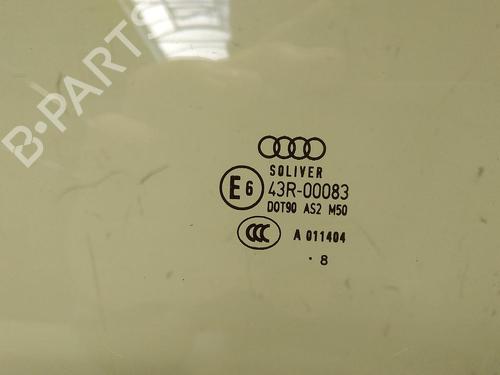 B-PARTS
SOLIVER
E6 43R-00083
DOT90 AS2 M50
CCC A 011404
. 8